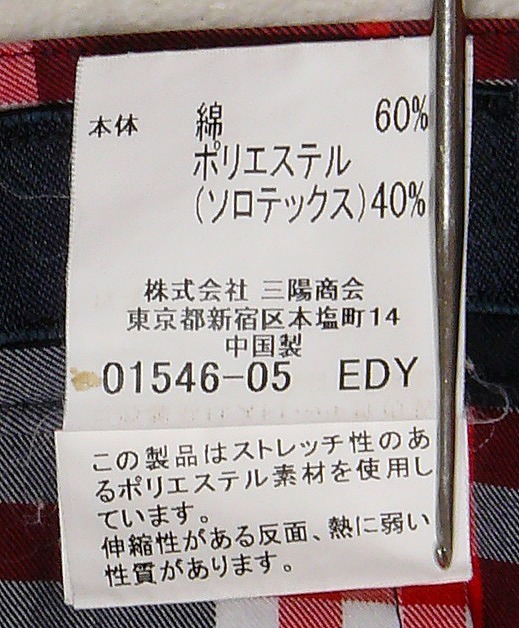 本体 綿 60%
ポリエステル
(ソロテックス)40%
株式会社 三陽商会
東京都新宿区本塩町14
中国製
01546-05 EDY
この製品はストレッチ性のあ
るポリエステル素材を使用し
ています。
伸縮性がある反面、熱に弱い
性質があります。